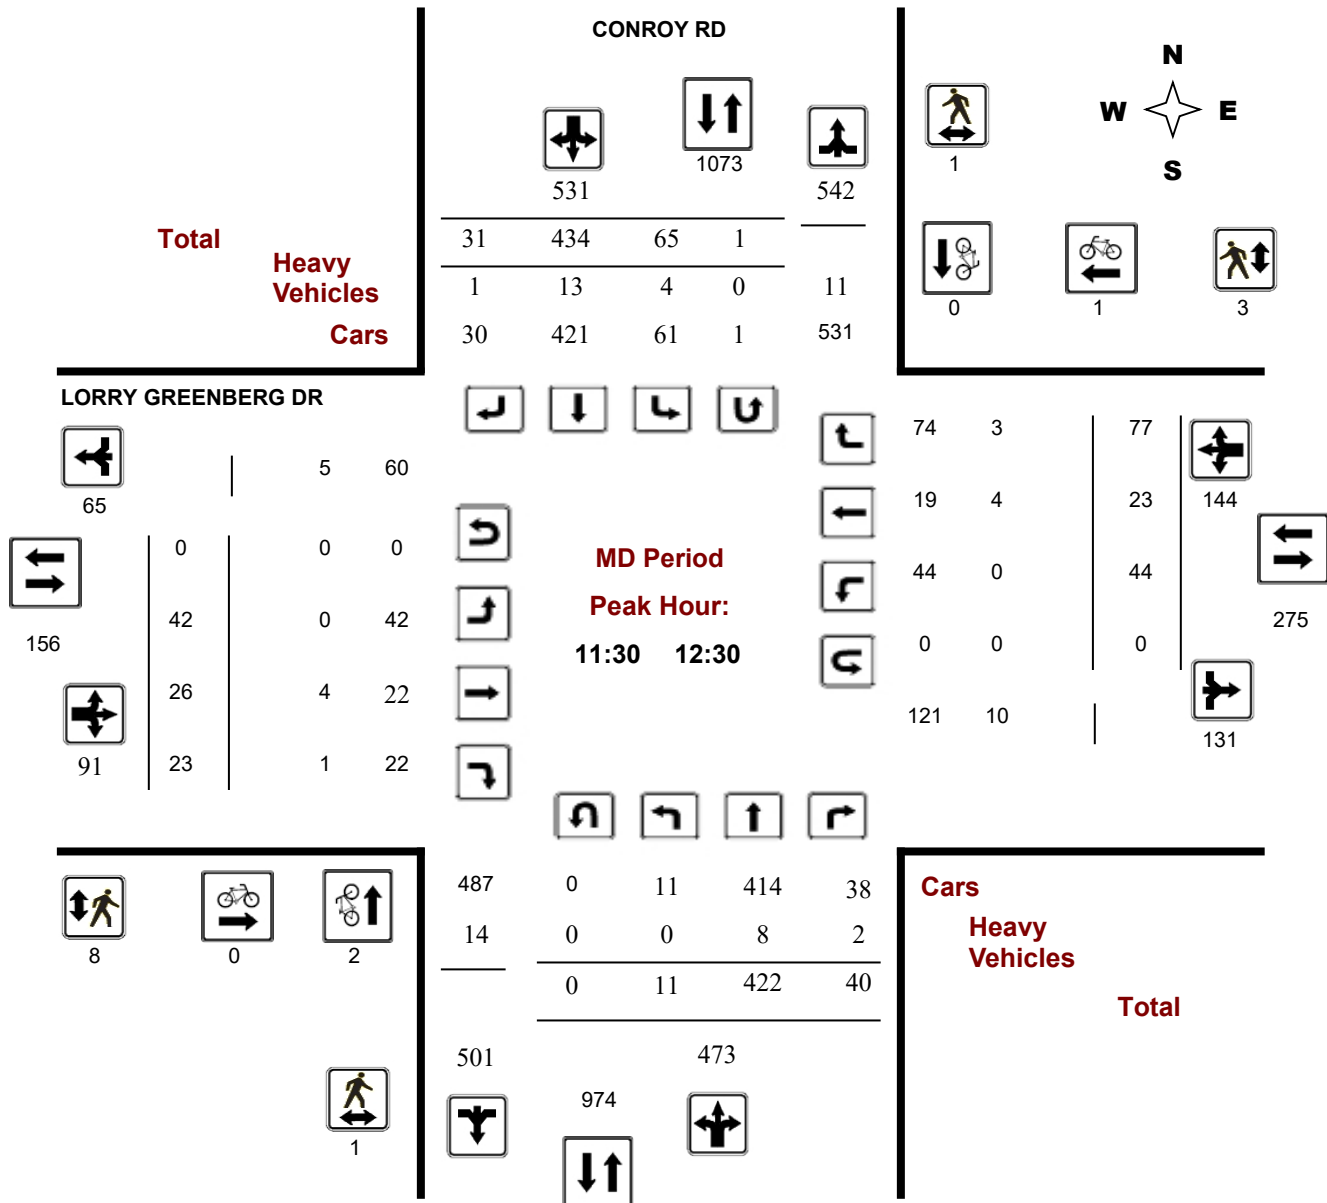 CONROY RD
N
W E
S
531
1073
542
1
Total
31 434 65 1
Heavy
Vehicles
1 13 4 0 11
Cars
30 421 61 1 531
0 1 3
LORRY GREENBERG DR
74 3 77
5 60
65
19 4 23
144
0 0 0
MD Period
44 0 44
42 0 42
Peak Hour:
156
275
11:30 12:30
0 0 0
26 4 22
121 10
131
91
23 1 22
487 0 11 414 38
Cars
14 0 0 8 2
Heavy
Vehicles
8 0 2
0 11 422 40
Total
501
473
974
1